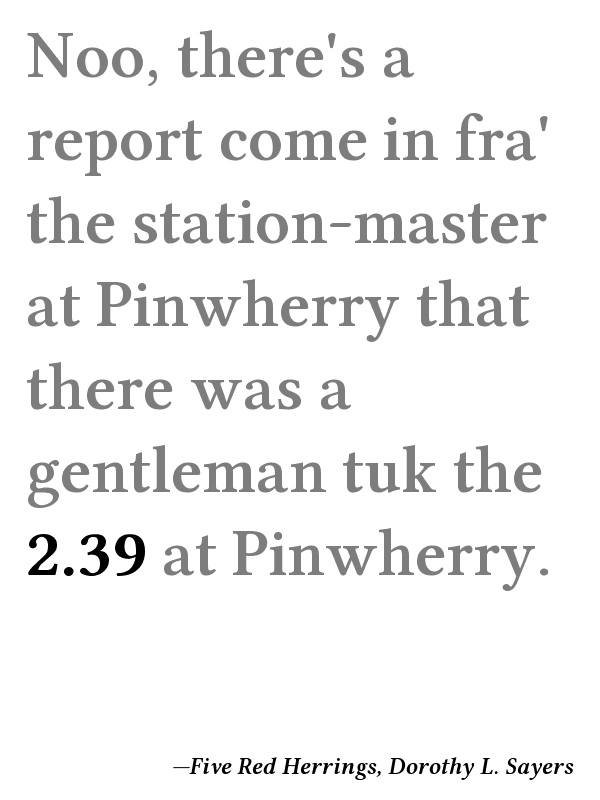 Noo, there's a
report come in fra'
the station-master
at Pinwherry that
there was a
gentleman tuk the
2.39 at Pinwherry.
—Five Red Herrings, Dorothy L. Sayers